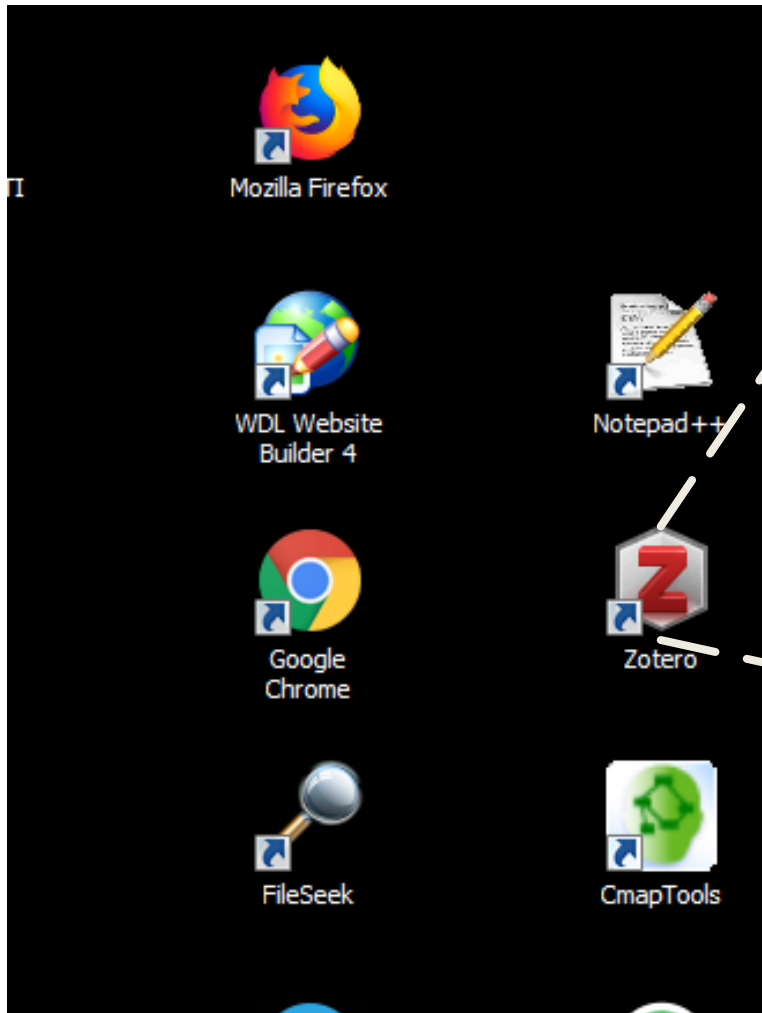 Mozilla Firefox
WDL Website
Builder 4
Notepad++
Google
Chrome
Zotero
FileSeek
CmapTools